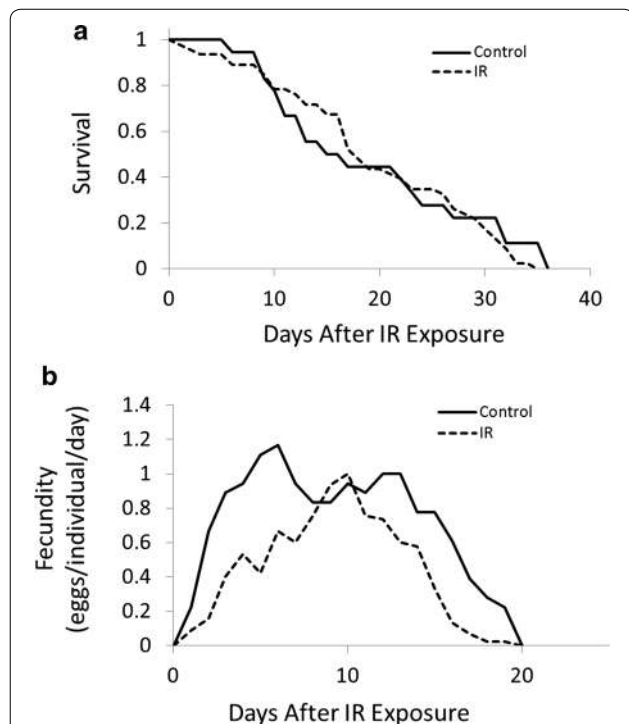 a
1
0.8
0.6
0.4
0.2
0
Survival
Control
IR
0 10 20 30 40
Days After IR Exposure
b
1.4
1.2
1
0.8
0.6
0.4
0.2
0
Fecundity
(eggs/individual/day)
Control
IR
0 10 20
Days After IR Exposure